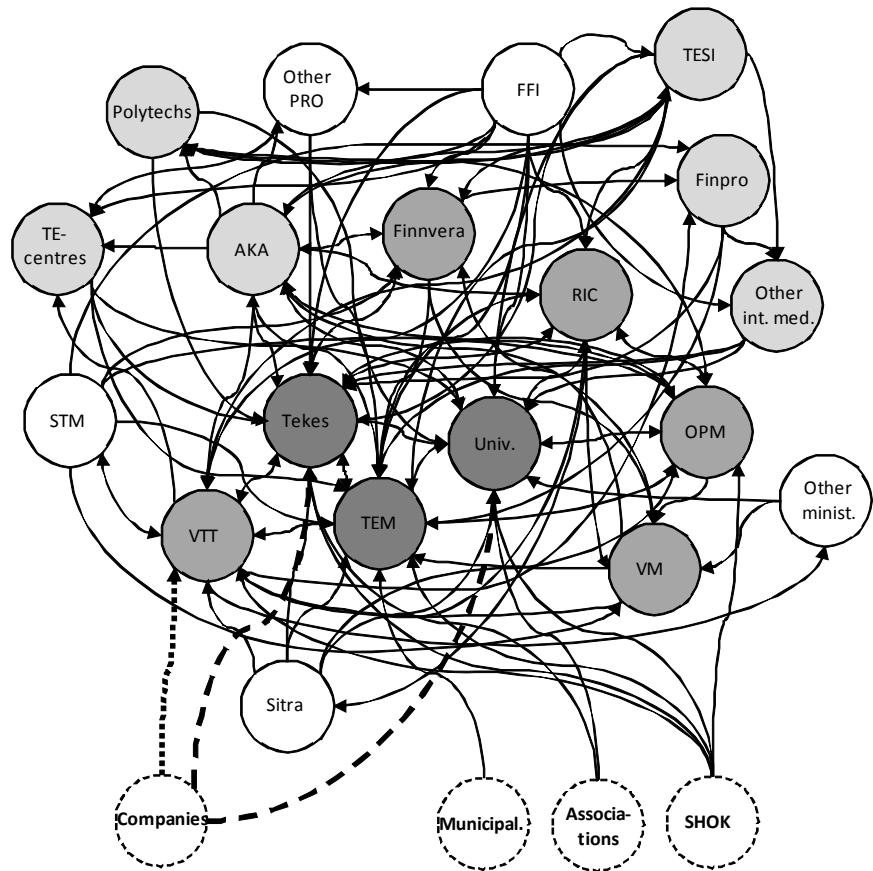 TESI
Other
PRO
FFI
Polytechs
Finpro
TE-
centres
AKA
Finnvera
RIC
Other
int. med.
STM
Tekes
Univ.
OPM
Other
minist.
VTT
TEM
VM
Sitra
Companies
Municipal.
Associa-
tions
SHOK